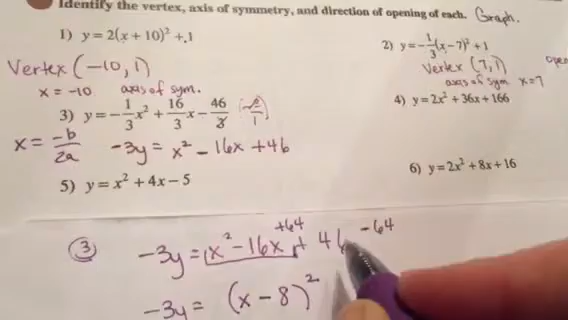 Identify the vertex, axis of symmetry, and direction of opening of each. Graph.
1) y = 2(x + 10)² + 1
2) y = -1/3(x - 7)² + 1
Vertex (-10, 1)
Vertex (7, 1)
x = -10 axis of sym.
axis of sym x = 7
3) y = -1/3x² + 16/3x - 46/3
4) y = 2x² + 36x + 166
x = -b/2a
-3y = x² - 16x + 46
5) y = x² + 4x - 5
6) y = 2x² + 8x + 16
③ -3y = x² - 16x +64 + 46 -64
-3y = (x - 8)²